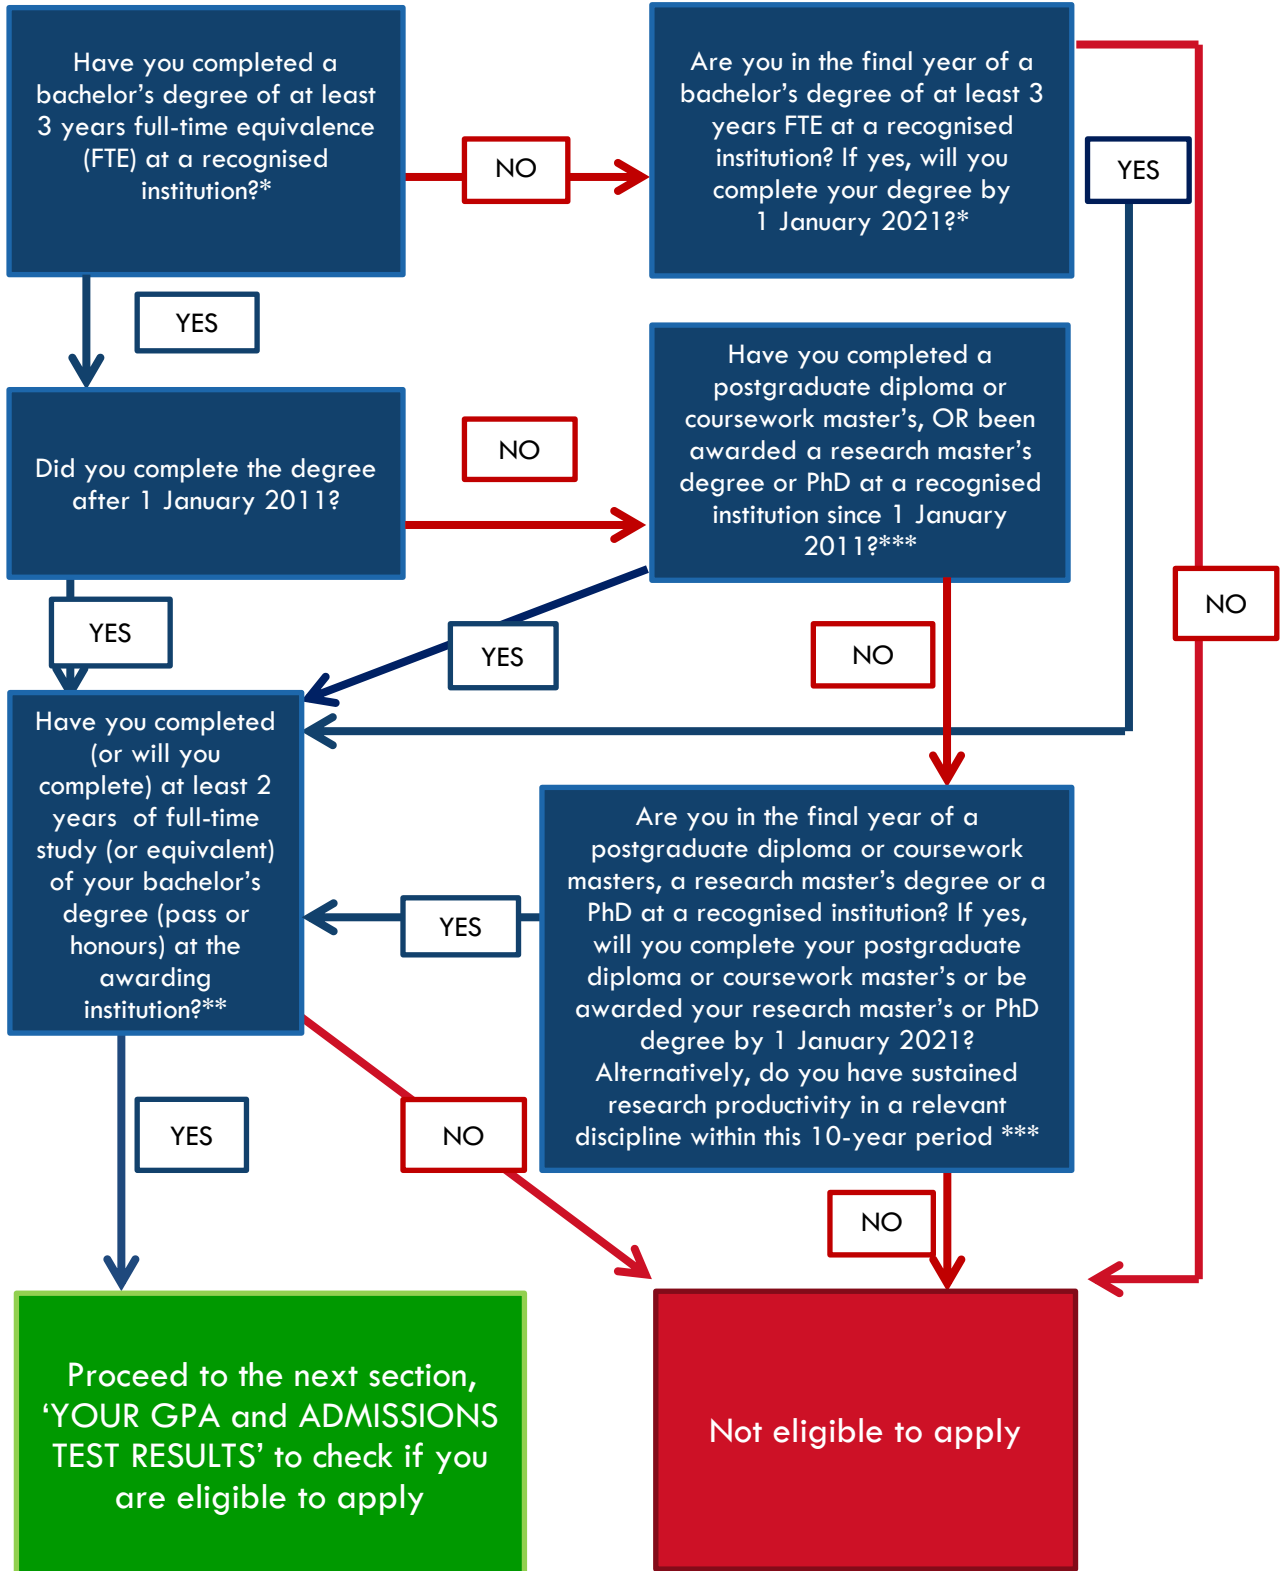 Have you completed a
bachelor’s degree of at least
3 years full-time equivalence
(FTE) at a recognised
institution?*
NO
Are you in the final year of a
bachelor’s degree of at least 3
years FTE at a recognised
institution? If yes, will you
complete your degree by
1 January 2021?*
YES
YES
Did you complete the degree
after 1 January 2011?
NO
Have you completed a
postgraduate diploma or
coursework master’s, OR been
awarded a research master’s
degree or PhD at a recognised
institution since 1 January
2011?***
NO
YES
YES
NO
Have you completed
(or will you
complete) at least 2
years of full-time
study (or equivalent)
of your bachelor’s
degree (pass or
honours) at the
awarding
institution?**
YES
Are you in the final year of a
postgraduate diploma or coursework
masters, a research master’s degree or a
PhD at a recognised institution? If yes,
will you complete your postgraduate
diploma or coursework master’s or be
awarded your research master’s or PhD
degree by 1 January 2021?
Alternatively, do you have sustained
research productivity in a relevant
discipline within this 10-year period ***
YES
NO
NO
Proceed to the next section,
‘YOUR GPA and ADMISSIONS
TEST RESULTS’ to check if you
are eligible to apply
Not eligible to apply